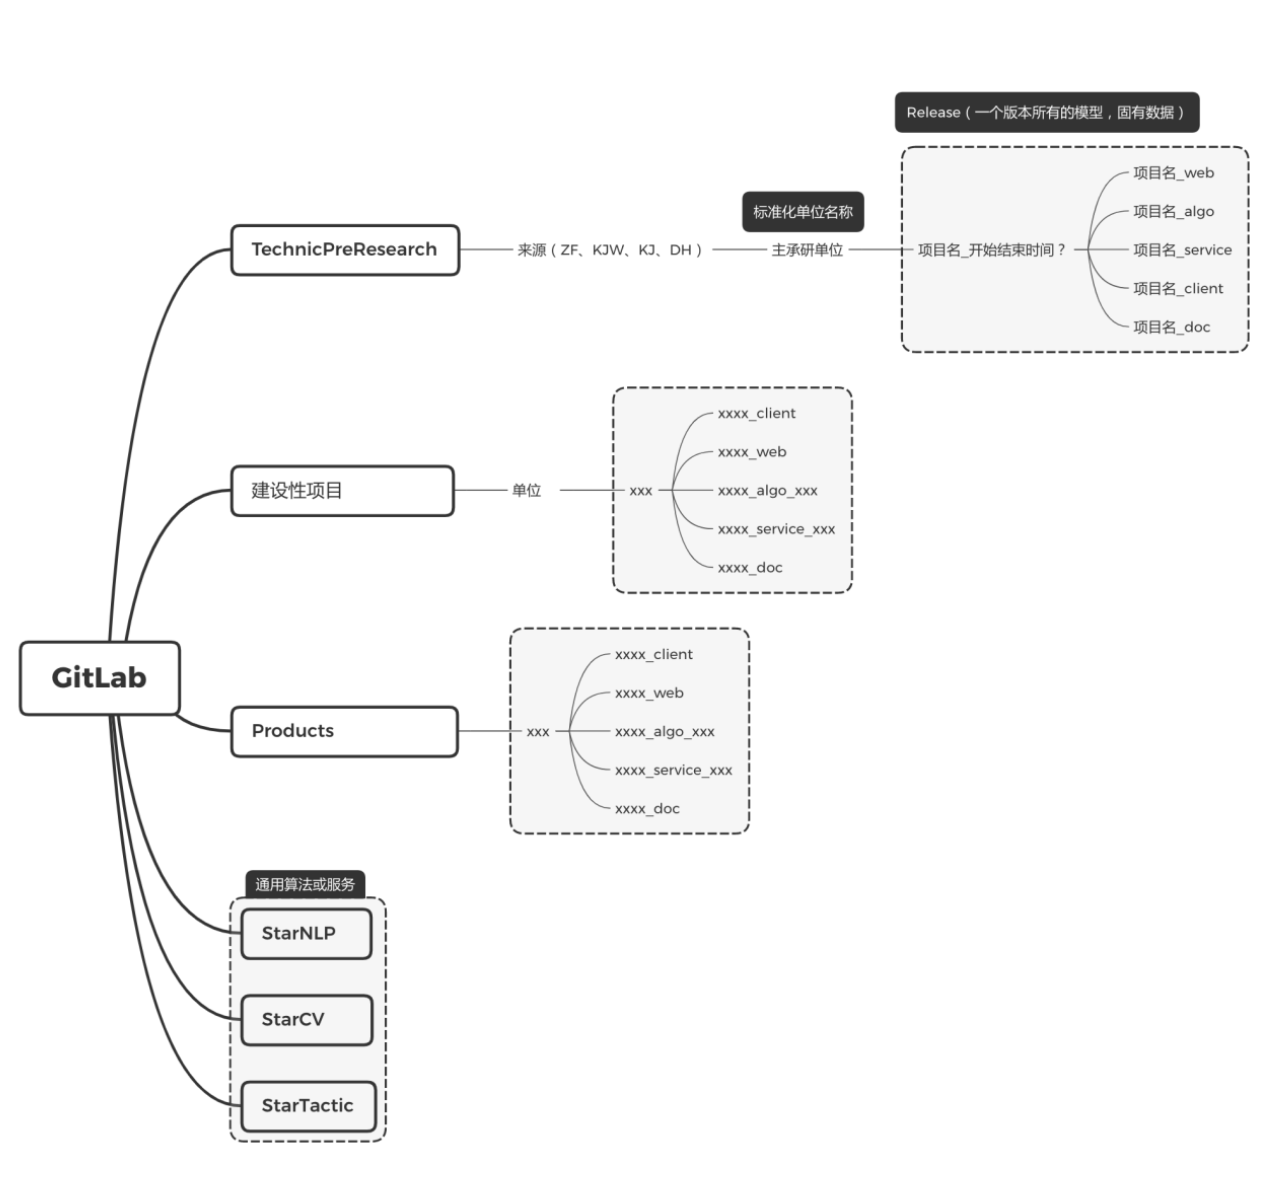 Release（一个版本所有的模型，固有数据）
标准化单位名称
TechnicPreResearch
来源（ZF、KJW、KJ、DH）
主承研单位
项目名_开始结束时间？
项目名_web
项目名_algo
项目名_service
项目名_client
项目名_doc
建设性项目
单位
xxx
xxxx_client
xxxx_web
xxxx_algo_xxx
xxxx_service_xxx
xxxx_doc
GitLab
Products
xxx
xxxx_client
xxxx_web
xxxx_algo_xxx
xxxx_service_xxx
xxxx_doc
通用算法或服务
StarNLP
StarCV
StarTactic